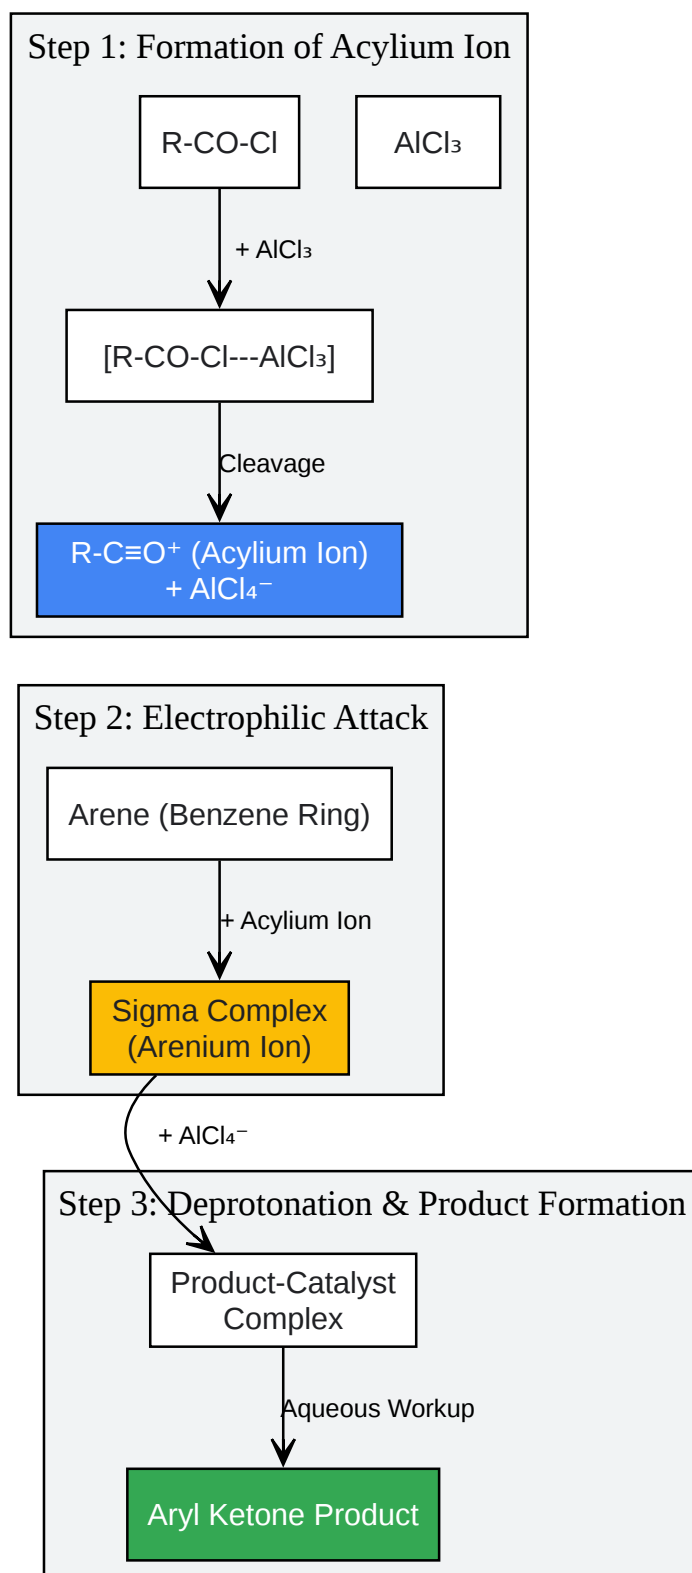 Step 1: Formation of Acylium Ion
R-CO-Cl
AlCl₃
+ AlCl₃
[R-CO-Cl---AlCl₃]
Cleavage
R-C≡O⁺ (Acylium Ion)
+ AlCl₄⁻
Step 2: Electrophilic Attack
Arene (Benzene Ring)
+ Acylium Ion
Sigma Complex
(Arenium Ion)
+ AlCl₄⁻
Step 3: Deprotonation & Product Formation
Product-Catalyst
Complex
Aqueous Workup
Aryl Ketone Product